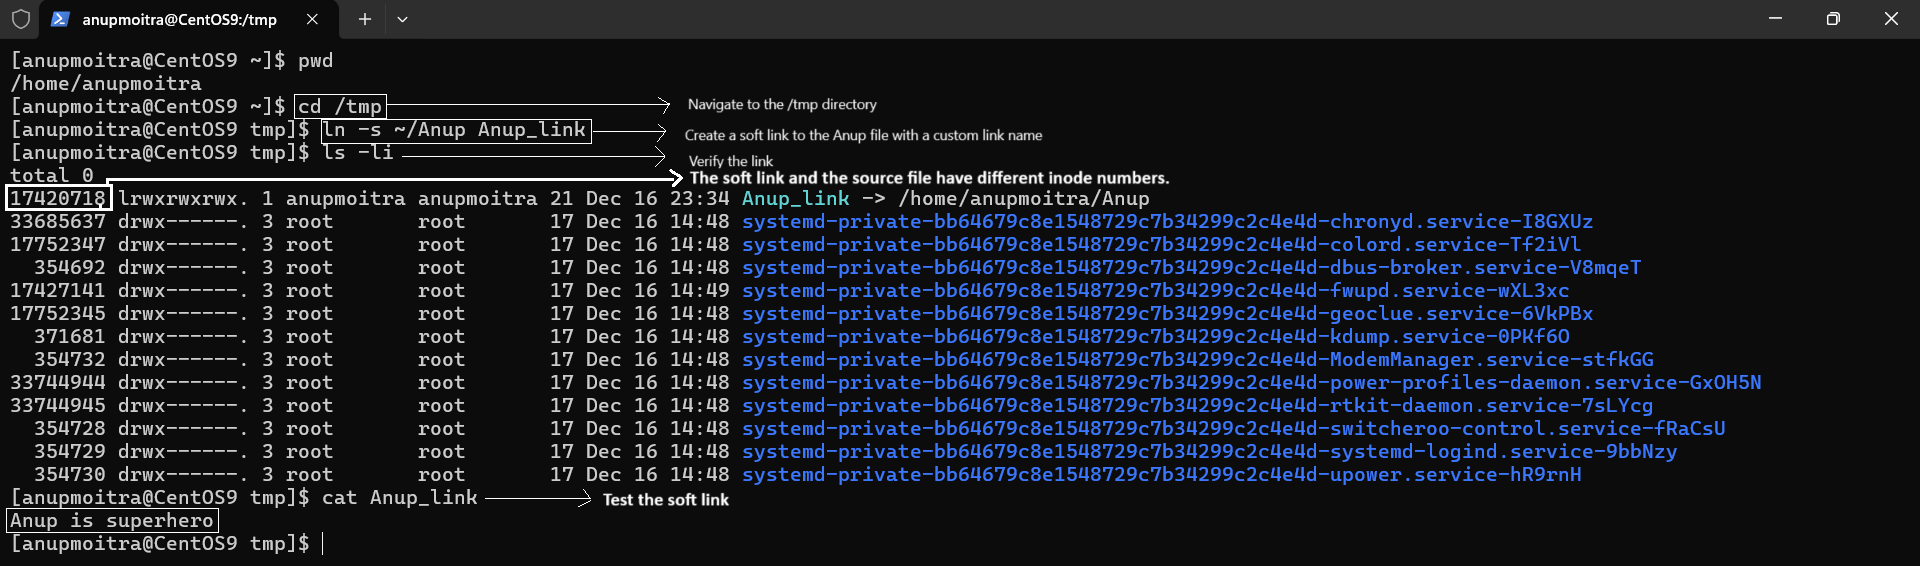 anupmoitra@CentOS9:/tmp
[anupmoitra@CentOS9 ~]$ pwd
/home/anupmoitra
[anupmoitra@CentOS9 ~]$ cd /tmp Navigate to the /tmp directory
[anupmoitra@CentOS9 tmp]$ ln -s ~/Anup Anup_link Create a soft link to the Anup file with a custom link name
[anupmoitra@CentOS9 tmp]$ ls -li Verify the link
total 0 The soft link and the source file have different inode numbers.
17420718 lrwxrwxrwx. 1 anupmoitra anupmoitra 21 Dec 16 23:34 Anup_link -> /home/anupmoitra/Anup
33685637 drwx------. 3 root root 17 Dec 16 14:48 systemd-private-bb64679c8e1548729c7b34299c2c4e4d-chronyd.service-I8GXUz
17752347 drwx------. 3 root root 17 Dec 16 14:48 systemd-private-bb64679c8e1548729c7b34299c2c4e4d-colord.service-Tf2iVl
354692 drwx------. 3 root root 17 Dec 16 14:48 systemd-private-bb64679c8e1548729c7b34299c2c4e4d-dbus-broker.service-V8mqeT
17427141 drwx------. 3 root root 17 Dec 16 14:49 systemd-private-bb64679c8e1548729c7b34299c2c4e4d-fwupd.service-wXL3xc
17752345 drwx------. 3 root root 17 Dec 16 14:48 systemd-private-bb64679c8e1548729c7b34299c2c4e4d-geoclue.service-6VkPBx
371681 drwx------. 3 root root 17 Dec 16 14:48 systemd-private-bb64679c8e1548729c7b34299c2c4e4d-kdump.service-0PKf6O
354732 drwx------. 3 root root 17 Dec 16 14:48 systemd-private-bb64679c8e1548729c7b34299c2c4e4d-ModemManager.service-stfkGG
33744944 drwx------. 3 root root 17 Dec 16 14:48 systemd-private-bb64679c8e1548729c7b34299c2c4e4d-power-profiles-daemon.service-GxOH5N
33744945 drwx------. 3 root root 17 Dec 16 14:48 systemd-private-bb64679c8e1548729c7b34299c2c4e4d-rtkit-daemon.service-7sLYcg
354728 drwx------. 3 root root 17 Dec 16 14:48 systemd-private-bb64679c8e1548729c7b34299c2c4e4d-switcheroo-control.service-fRaCsU
354729 drwx------. 3 root root 17 Dec 16 14:48 systemd-private-bb64679c8e1548729c7b34299c2c4e4d-systemd-logind.service-9bbNzy
354730 drwx------. 3 root root 17 Dec 16 14:48 systemd-private-bb64679c8e1548729c7b34299c2c4e4d-upower.service-hR9rnH
[anupmoitra@CentOS9 tmp]$ cat Anup_link Test the soft link
Anup is superhero
[anupmoitra@CentOS9 tmp]$